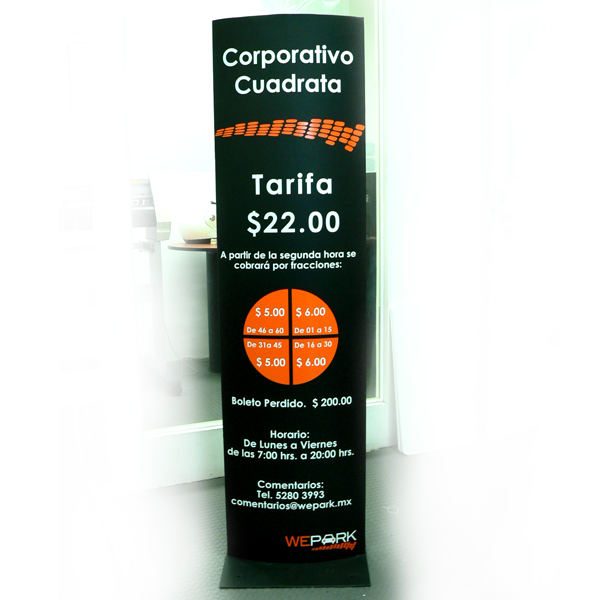 Corporativo
Cuadrata
Tarifa
$22.00
A partir de la segunda hora se
cobrará por fracciones:
$ 5.00 $ 6.00
De 46 a 60 De 01 a 15
De 31a 45 De 16 a 30
$ 5.00 $ 6.00
Boleto Perdido. $ 200.00
Horario:
De Lunes a Viernes
de las 7:00 hrs. a 20:00 hrs.
Comentarios:
Tel. 5280 3993
comentarios@wepark.mx
WEPARK